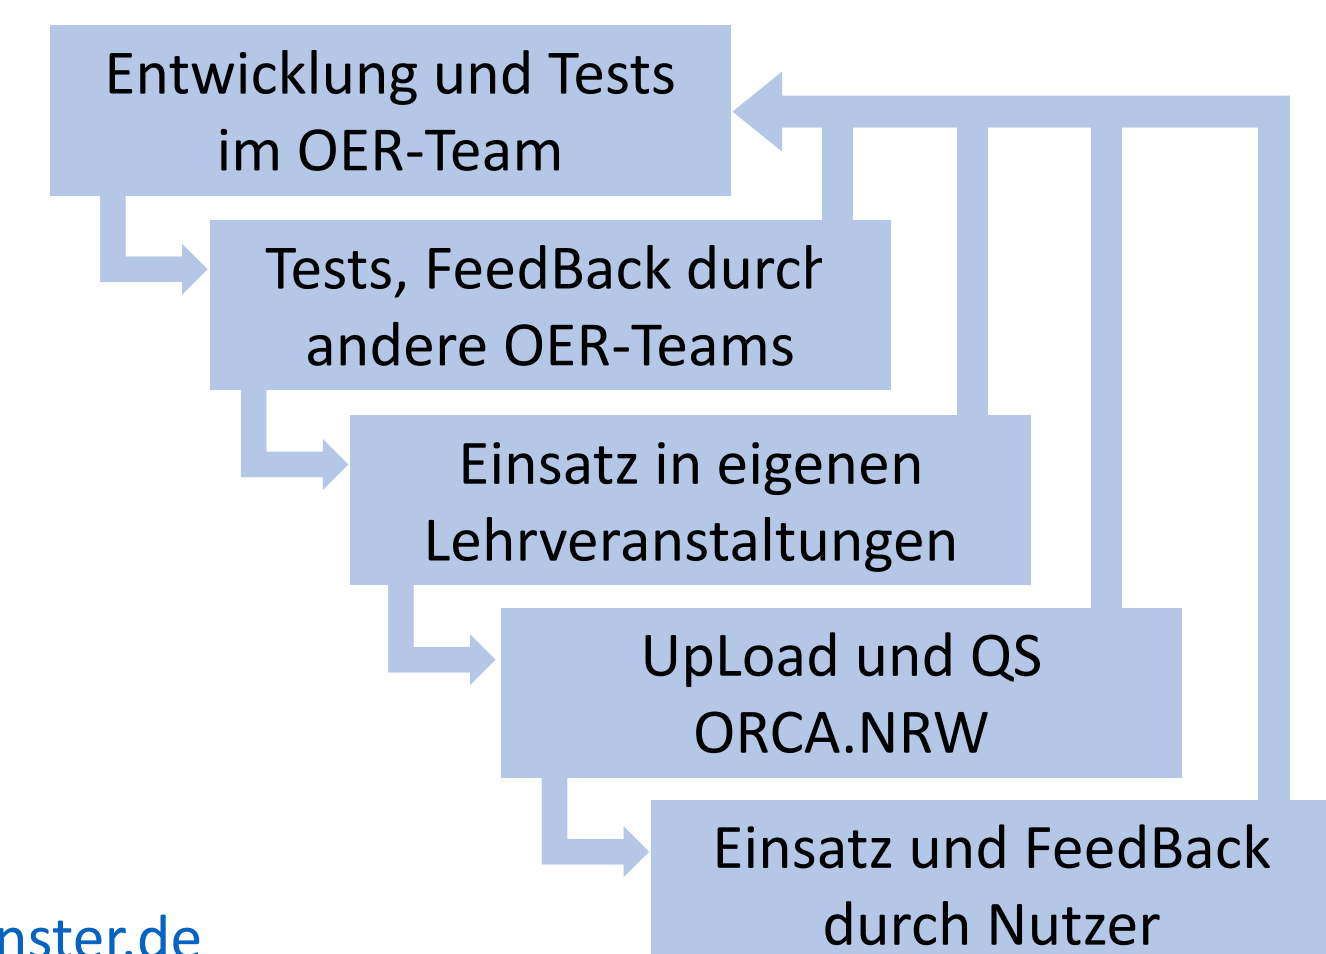 Entwicklung und Tests
im OER-Team
Tests, FeedBack durch
andere OER-Teams
Einsatz in eigenen
Lehrveranstaltungen
UpLoad und QS
ORCA.NRW
Einsatz und FeedBack
durch Nutzer
nster.de